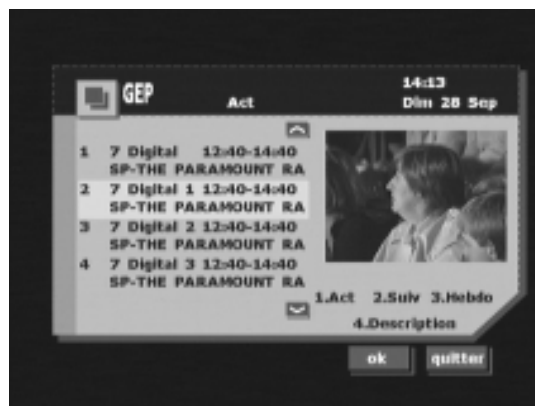 GEP
Act
14:13
Dim 28 Sep
1 7 Digital 12:40-14:40
SP-THE PARAMOUNT RA
2 7 Digital 1 12:40-14:40
SP-THE PARAMOUNT RA
3 7 Digital 2 12:40-14:40
SP-THE PARAMOUNT RA
4 7 Digital 3 12:40-14:40
SP-THE PARAMOUNT RA
1.Act 2.Suiv 3.Hebdo
4.Description
ok quitter